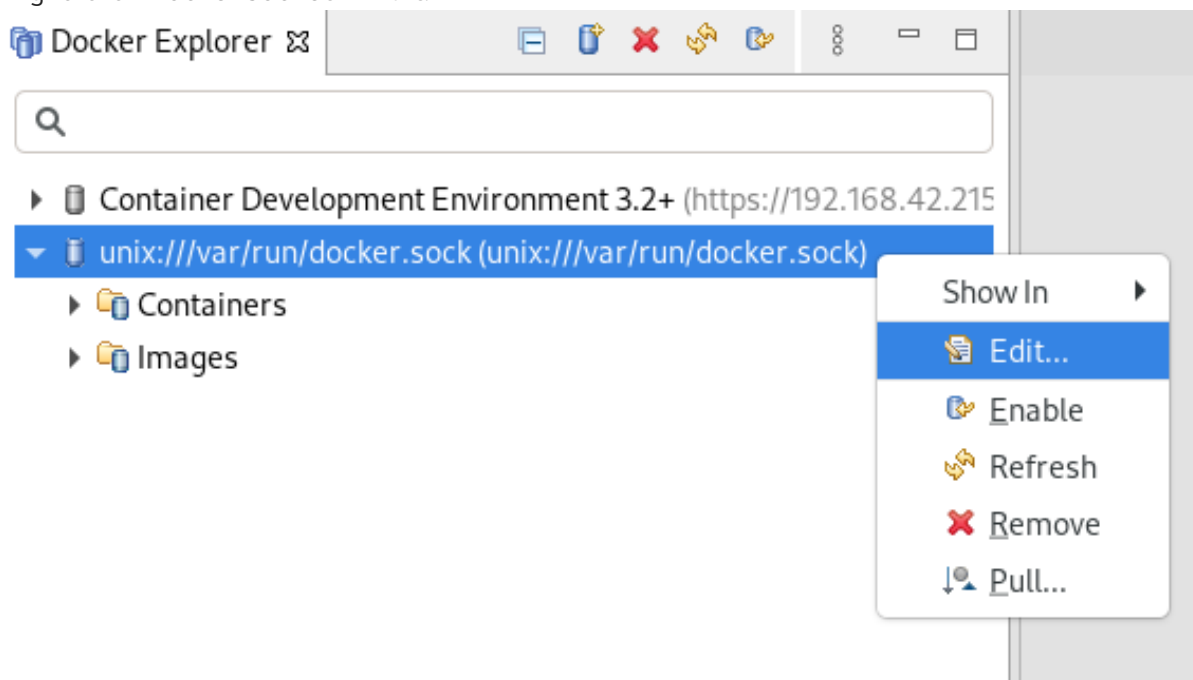 Docker Explorer
Container Development Environment 3.2+ (https://192.168.42.215
unix:///var/run/docker.sock (unix:///var/run/docker.sock)
Containers
Images
Show In
Edit...
Enable
Refresh
Remove
Pull...